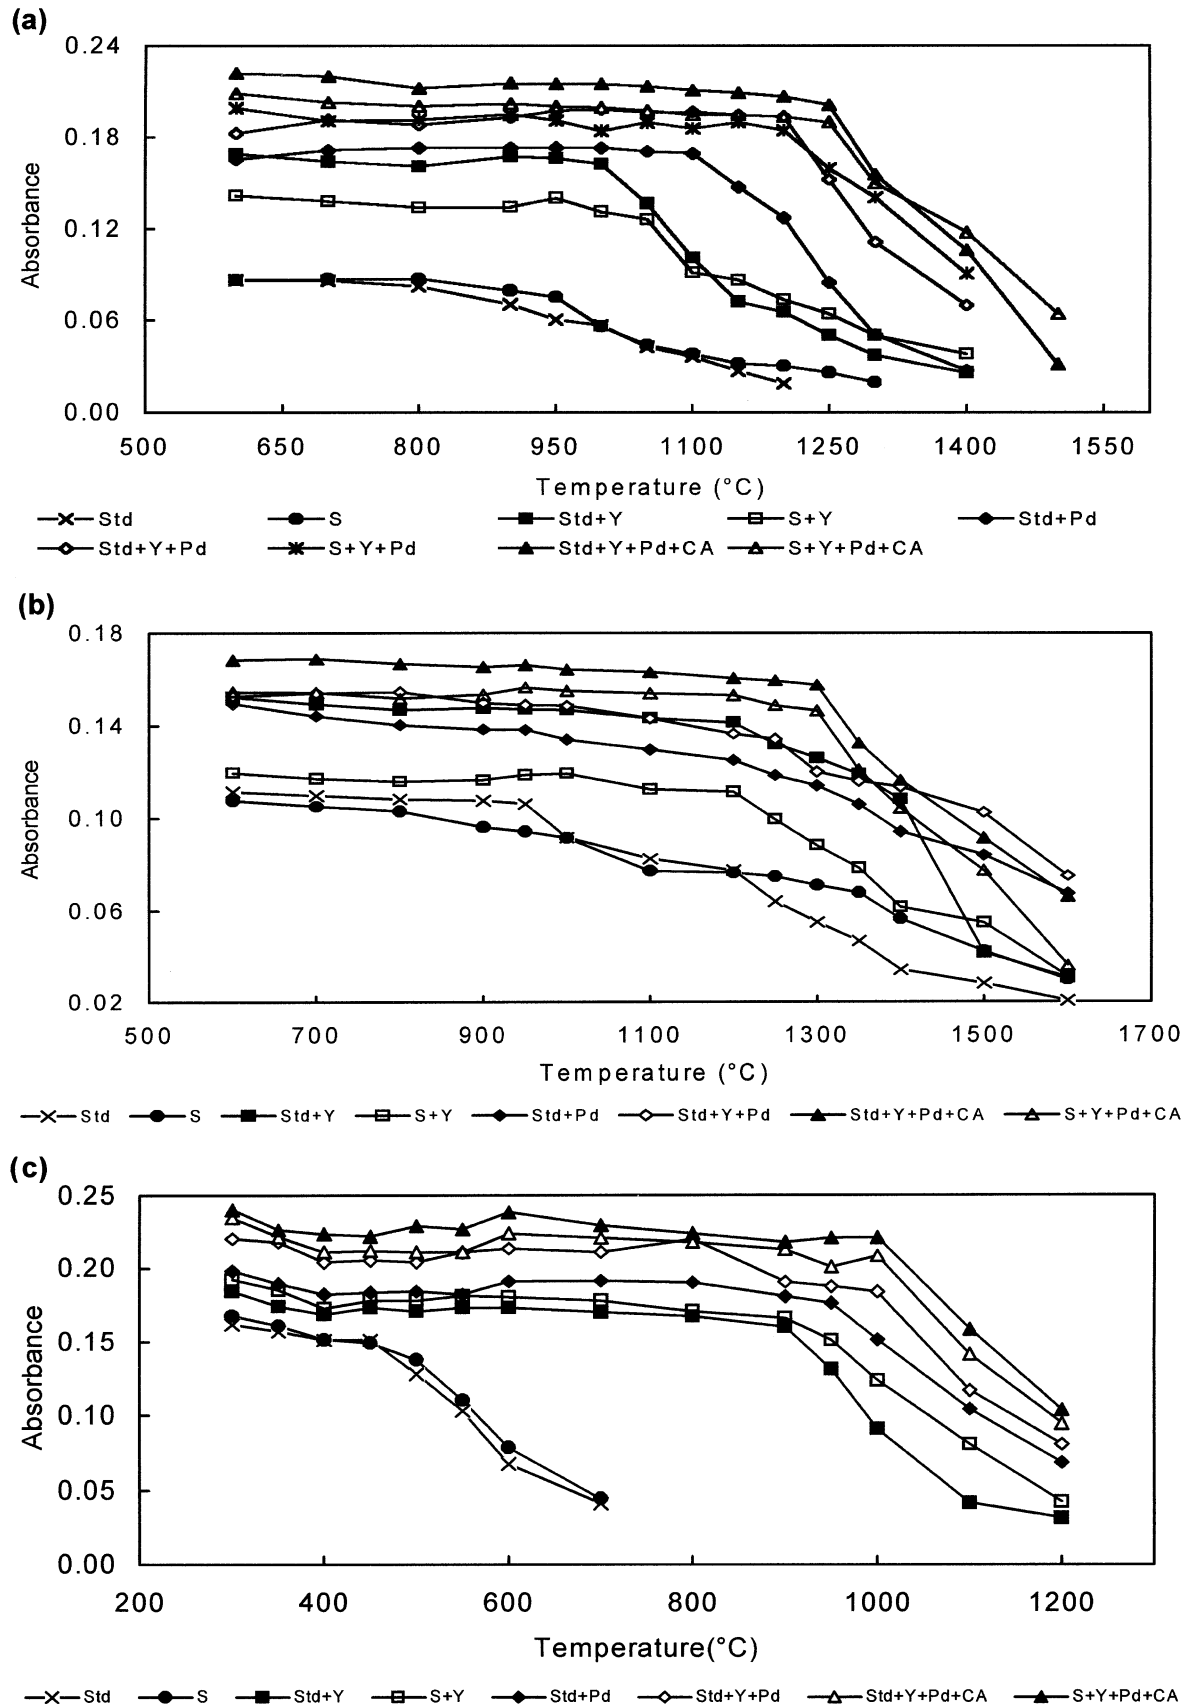 (a)
0.24
0.18
0.12
0.06
0.00
Absorbance
500 650 800 950 1100 1250 1400 1550
Temperature (°C)
Std S Std+Y S+Y Std+Pd
Std+Y+Pd S+Y+Pd Std+Y+Pd+CA S+Y+Pd+CA
(b)
0.18
0.14
0.10
0.06
0.02
Absorbance
500 700 900 1100 1300 1500 1700
Temperature (°C)
Std S Std+Y S+Y Std+Pd Std+Y+Pd Std+Y+Pd+CA S+Y+Pd+CA
(c)
0.25
0.20
0.15
0.10
0.05
0.00
Absorbance
200 400 600 800 1000 1200
Temperature(°C)
Std S Std+Y S+Y Std+Pd Std+Y+Pd Std+Y+Pd+CA S+Y+Pd+CA